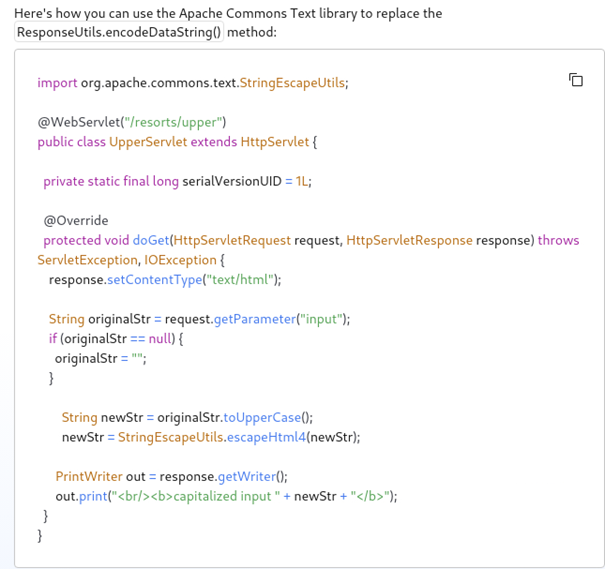 Here's how you can use the Apache Commons Text library to replace the
ResponseUtils.encodeDataString() method:
import org.apache.commons.text.StringEscapeUtils;
@WebServlet("/resorts/upper")
public class UpperServlet extends HttpServlet {
private static final long serialVersionUID = 1L;
@Override
protected void doGet(HttpServletRequest request, HttpServletResponse response) throws
ServletException, IOException {
response.setContentType("text/html");
String originalStr = request.getParameter("input");
if (originalStr == null) {
originalStr = "";
}
String newStr = originalStr.toUpperCase();
newStr = StringEscapeUtils.escapeHtml4(newStr);
PrintWriter out = response.getWriter();
out.print("<br/><b>capitalized input " + newStr + "</b>");
}
}